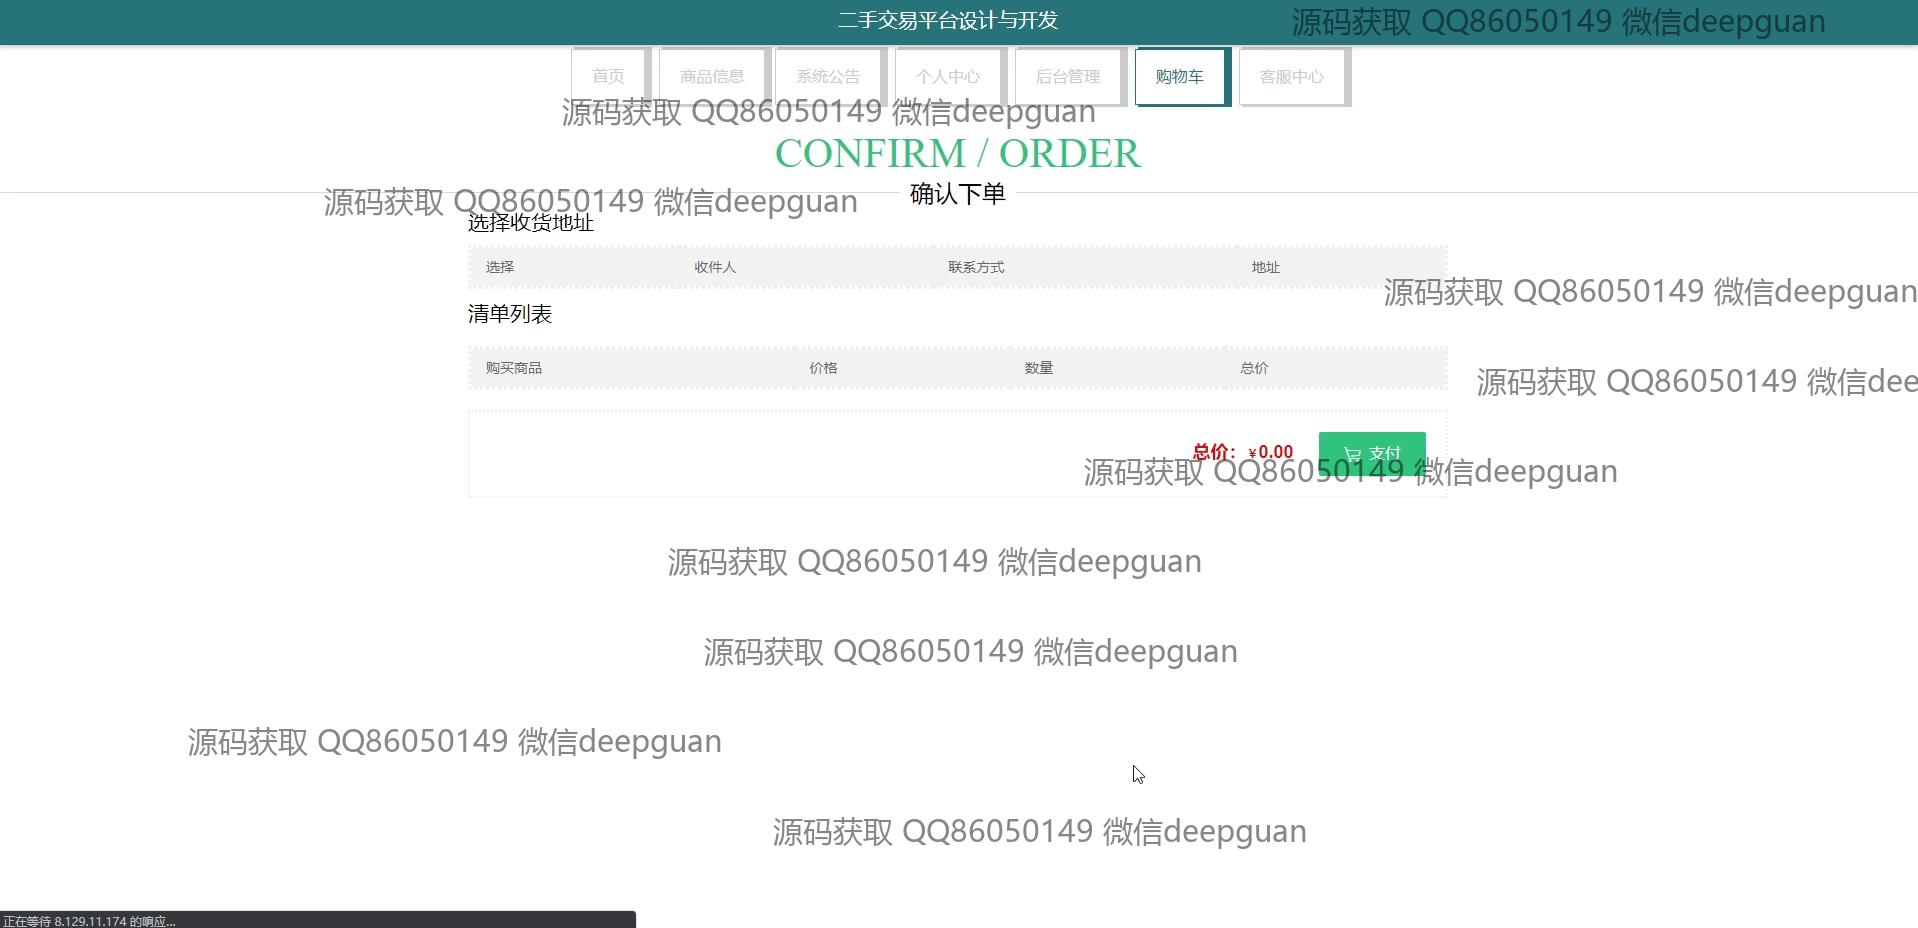 二手交易平台设计与开发
源码获取 QQ86050149 微信deepguan
首页 商品信息 系统公告 个人中心 后台管理 购物车 客服中心
源码获取 QQ86050149 微信deepguan
CONFIRM / ORDER
确认下单
源码获取 QQ86050149 微信deepguan
选择收货地址
选择 收件人 联系方式 地址
源码获取 QQ86050149 微信deepguan
清单列表
购买商品 价格 数量 总价
源码获取 QQ86050149 微信dee
总价：￥0.00 支付
源码获取 QQ86050149 微信deepguan
源码获取 QQ86050149 微信deepguan
源码获取 QQ86050149 微信deepguan
源码获取 QQ86050149 微信deepguan
源码获取 QQ86050149 微信deepguan
正在等待 8.129.11.174 的响应...